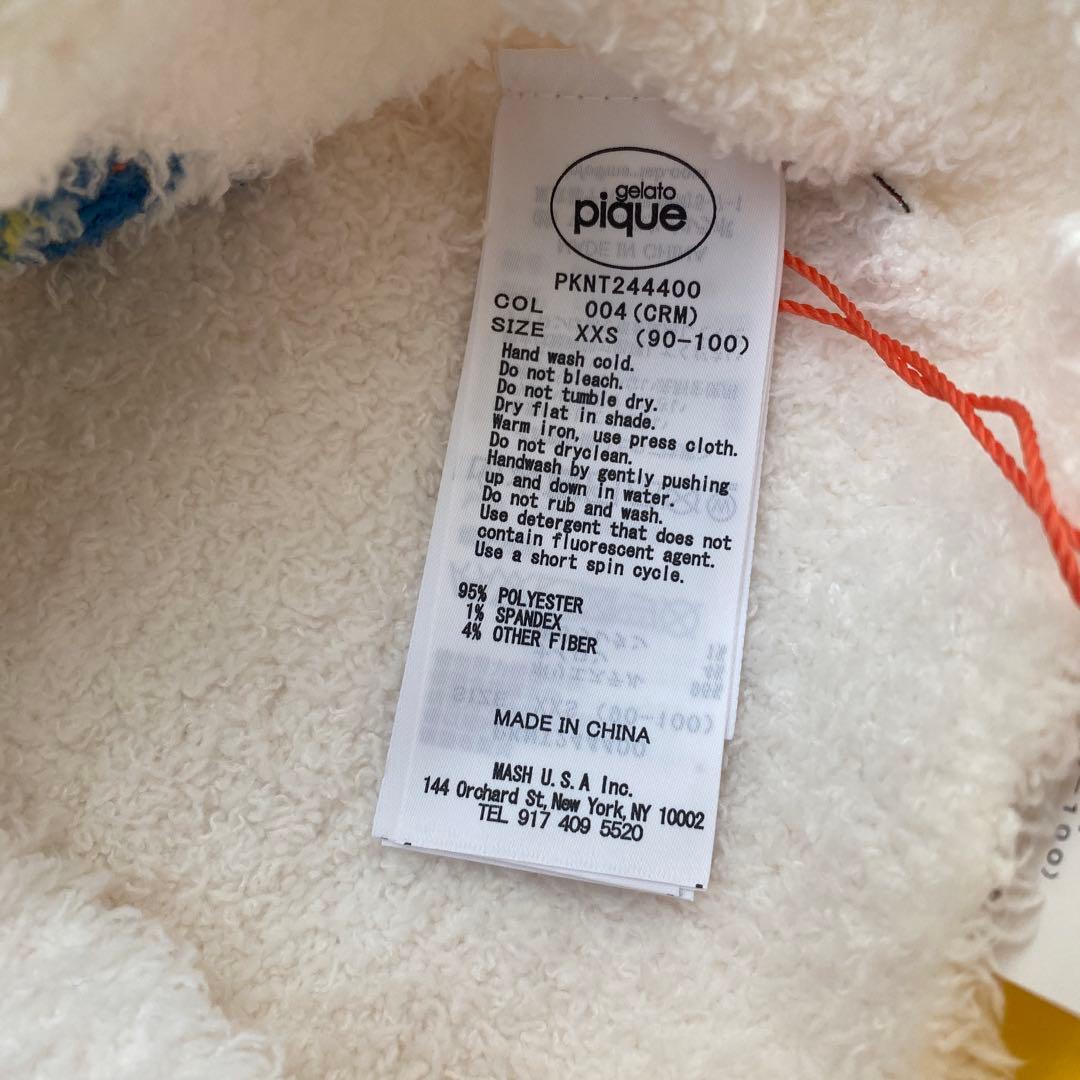 gelato
pique
PKNT244400
COL 004(CRM)
SIZE XXS (90-100)
Hand wash cold.
Do not bleach.
Do not tumble dry.
Dry flat in shade.
Warm iron, use press cloth.
Do not dryclean.
Handwash by gently pushing
up and down in water.
Do not rub and wash.
Use detergent that does not
contain fluorescent agent.
Use a short spin cycle.
95% POLYESTER
1% SPANDEX
4% OTHER FIBER
MADE IN CHINA
MASH U.S.A Inc.
144 Orchard St, New York, NY 10002
TEL 917 409 5520